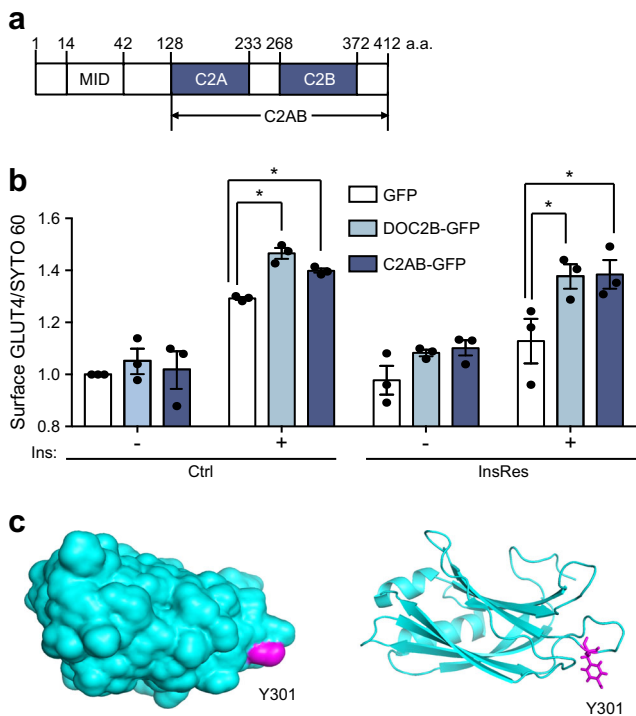 a
1 14 42 128 233 268 372 412 a.a.
MID C2A C2B
C2AB
b
* * * *
GFP
DOC2B-GFP
C2AB-GFP
Surface GLUT4/SYTO 60
1.6
1.4
1.2
1.0
0.8
Ins: - + - +
Ctrl InsRes
c
Y301 Y301